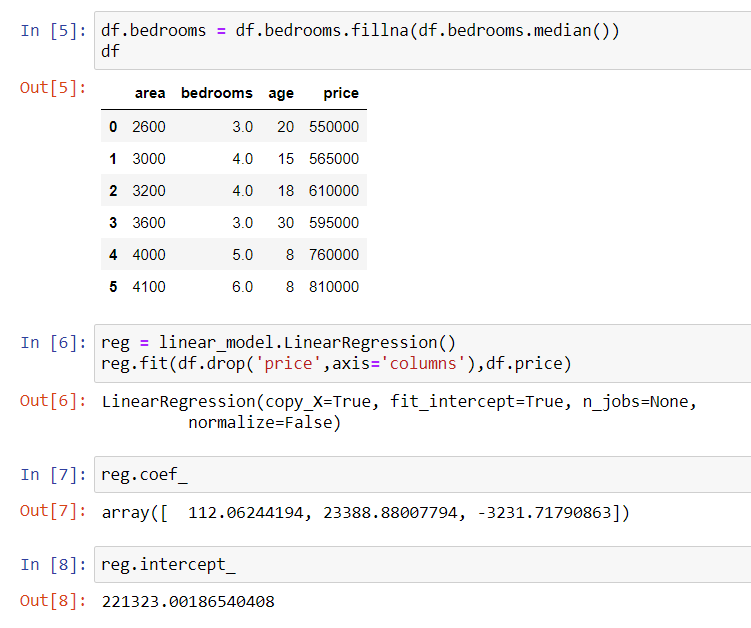 In [5]: df.bedrooms = df.bedrooms.fillna(df.bedrooms.median())
df
Out[5]:
area bedrooms age price
0 2600 3.0 20 550000
1 3000 4.0 15 565000
2 3200 4.0 18 610000
3 3600 3.0 30 595000
4 4000 5.0 8 760000
5 4100 6.0 8 810000
In [6]: reg = linear_model.LinearRegression()
reg.fit(df.drop('price',axis='columns'),df.price)
Out[6]: LinearRegression(copy_X=True, fit_intercept=True, n_jobs=None,
normalize=False)
In [7]: reg.coef_
Out[7]: array([  112.06244194, 23388.88007794, -3231.71790863])
In [8]: reg.intercept_
Out[8]: 221323.00186540408